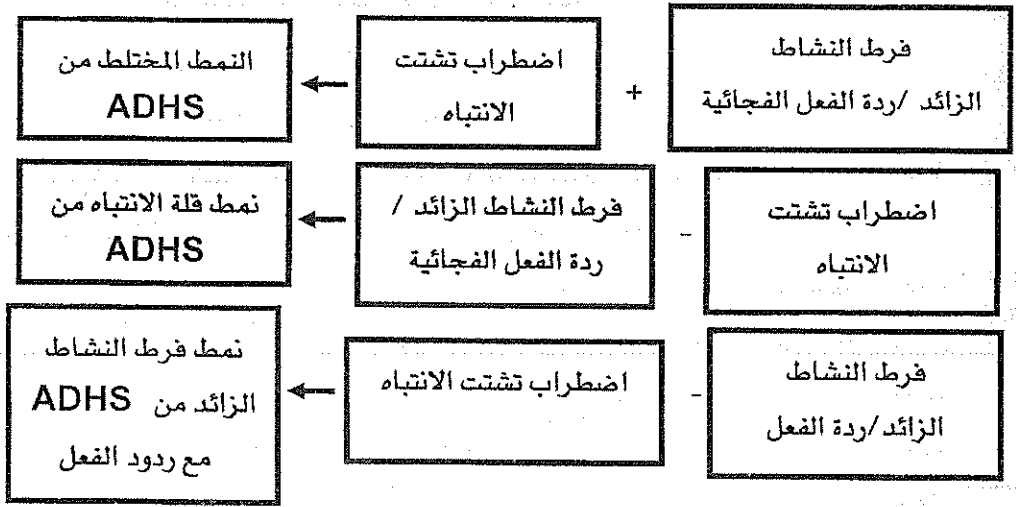 فرط النشاط
الزائد /ردة الفعل الفجائية
+
اضطراب تشتت
الانتباه
النمط المختلط من
ADHS
اضطراب تشتت
الانتباه
-
فرط النشاط الزائد /
ردة الفعل الفجائية
نمط قلة الانتباه من
ADHS
فرط النشاط
الزائد/ردة الفعل
-
اضطراب تشتت الانتباه
نمط فرط النشاط
الزائد من ADHS
مع ردود الفعل